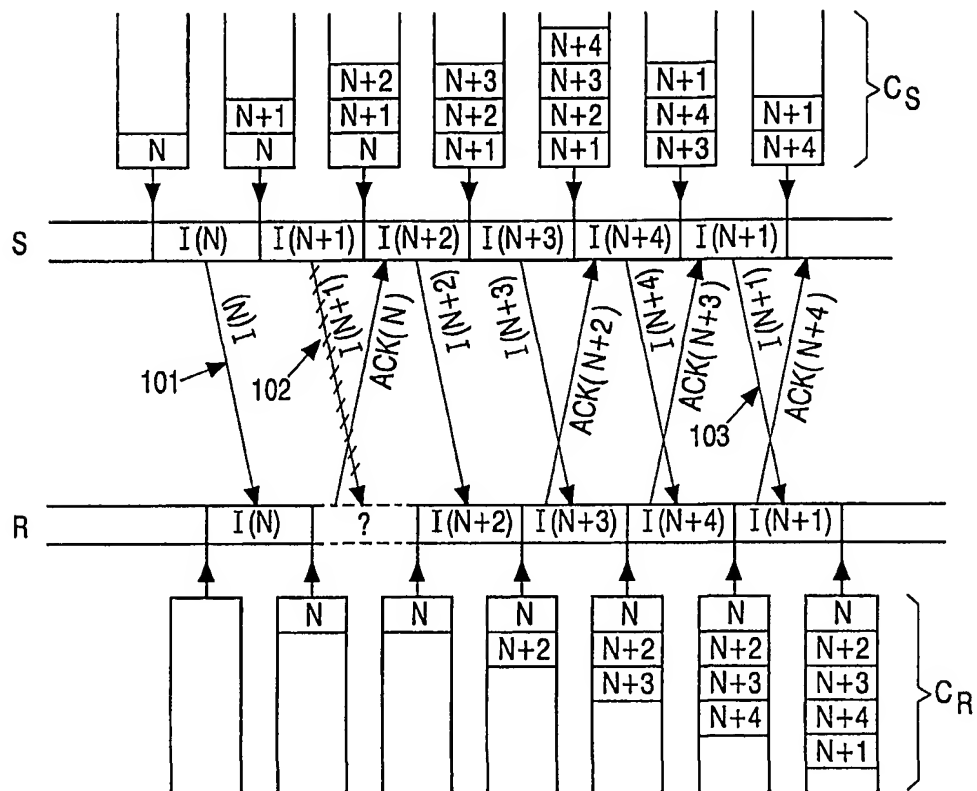 N
N+1
N
N+2
N+1
N
N+3
N+2
N+1
N+4
N+3
N+2
N+1
N+1
N+4
N+3
N+1
N+4
C S
S
I(N)
I(N+1)
I(N+2)
I(N+3)
I(N+4)
I(N+1)
I(N)
I(N+1)
ACK(N)
I(N+2)
I(N+3)
ACK(N+2)
I(N+4)
ACK(N+3)
I(N+1)
ACK(N+4)
101
102
103
R
I(N)
?
I(N+2)
I(N+3)
I(N+4)
I(N+1)
N
N
N
N+2
N
N+2
N+3
N
N+2
N+3
N+4
N
N+2
N+3
N+4
N+1
C R